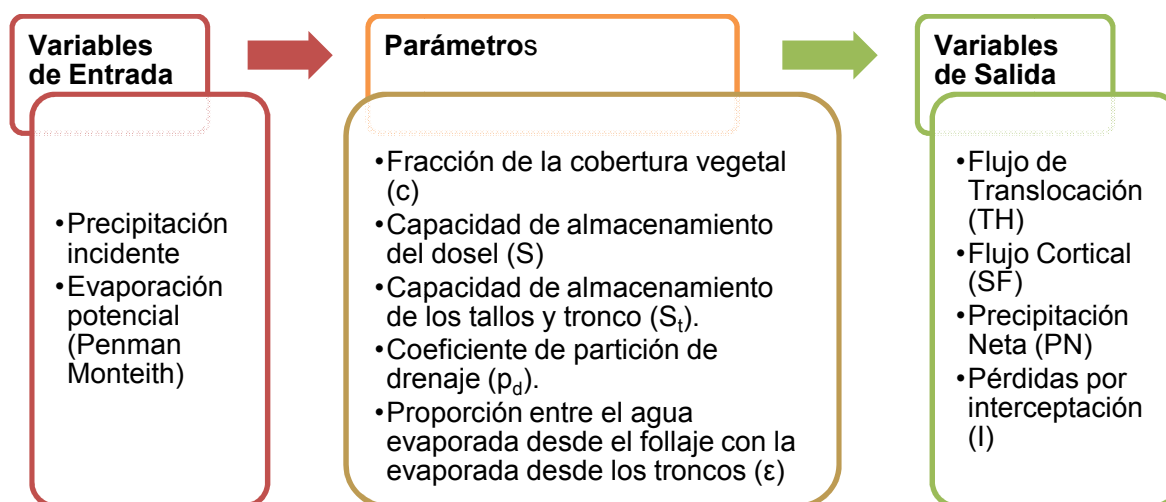 Variables
de Entrada
•Precipitación
incidente
•Evaporación
potencial
(Penman
Monteith)
Parámetros
•Fracción de la cobertura vegetal
(c)
•Capacidad de almacenamiento
del dosel (S)
•Capacidad de almacenamiento
de los tallos y tronco (Sₜ).
•Coeficiente de partición de
drenaje (p_d).
•Proporción entre el agua
evaporada desde el follaje con la
evaporada desde los troncos (ε)
Variables
de Salida
•Flujo de
Translocación
(TH)
•Flujo Cortical
(SF)
•Precipitación
Neta (PN)
•Pérdidas por
interceptación
(I)